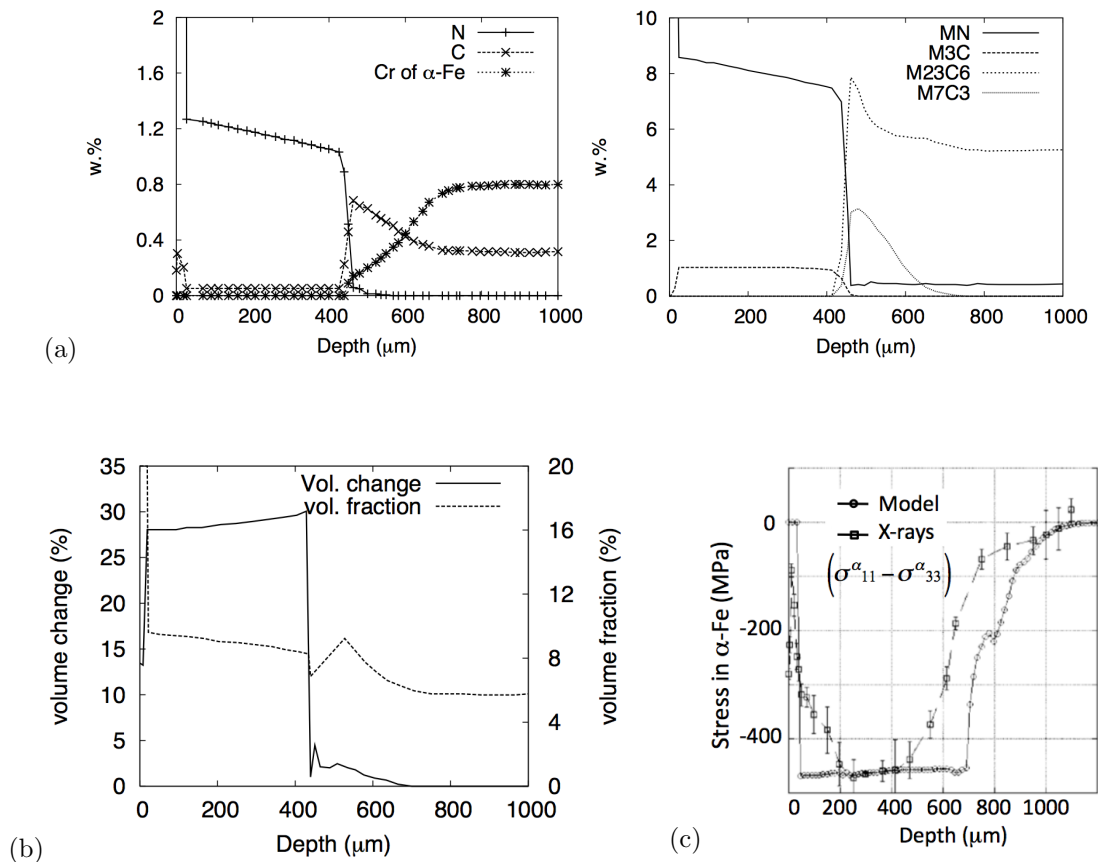 2
1.6
1.2
0.8
0.4
0
w.%
N
C
Cr of α-Fe
0 200 400 600 800 1000
Depth (μm)
(a)
10
8
6
4
2
0
w.%
MN
M3C
M23C6
M7C3
0 200 400 600 800 1000
Depth (μm)
35
30
25
20
15
10
5
0
volume change (%)
Vol. change
vol. fraction
20
16
12
8
4
0
volume fraction (%)
0 200 400 600 800 1000
Depth (μm)
(b)
0
-200
-400
Stress in α-Fe (MPa)
Model
X-rays
(σ^α_11 − σ^α_33)
0 200 400 600 800 1000
Depth (μm)
(c)